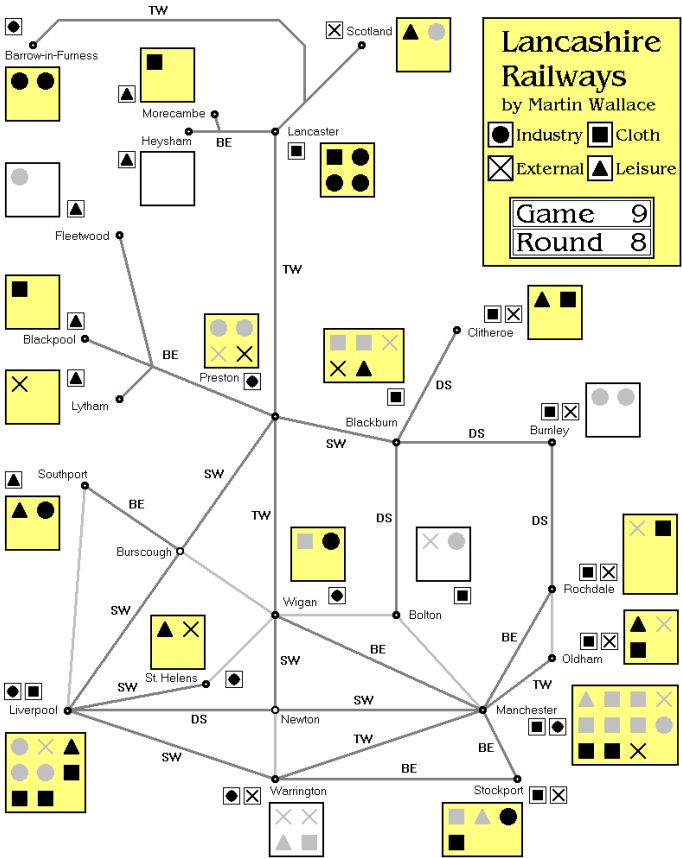 TW
Scotland
Barrow-in-Furness
Lancashire
Railways
by Martin Wallace
Industry
Cloth
External
Leisure
Game 9
Round 8
Morecambe
Heysham
BE
Lancaster
Fleetwood
TW
Clitheroe
Blackpool
BE
Preston
Lytham
Blackburn
DS
SW
DS
Burnley
Southport
SW
BE
TW
DS
DS
Burscough
Wigan
Bolton
Rochdale
SW
SW
BE
BE
Oldham
St. Helens
SW
TW
Liverpool
DS
Newton
SW
Manchester
SW
TW
BE
BE
Warrington
Stockport